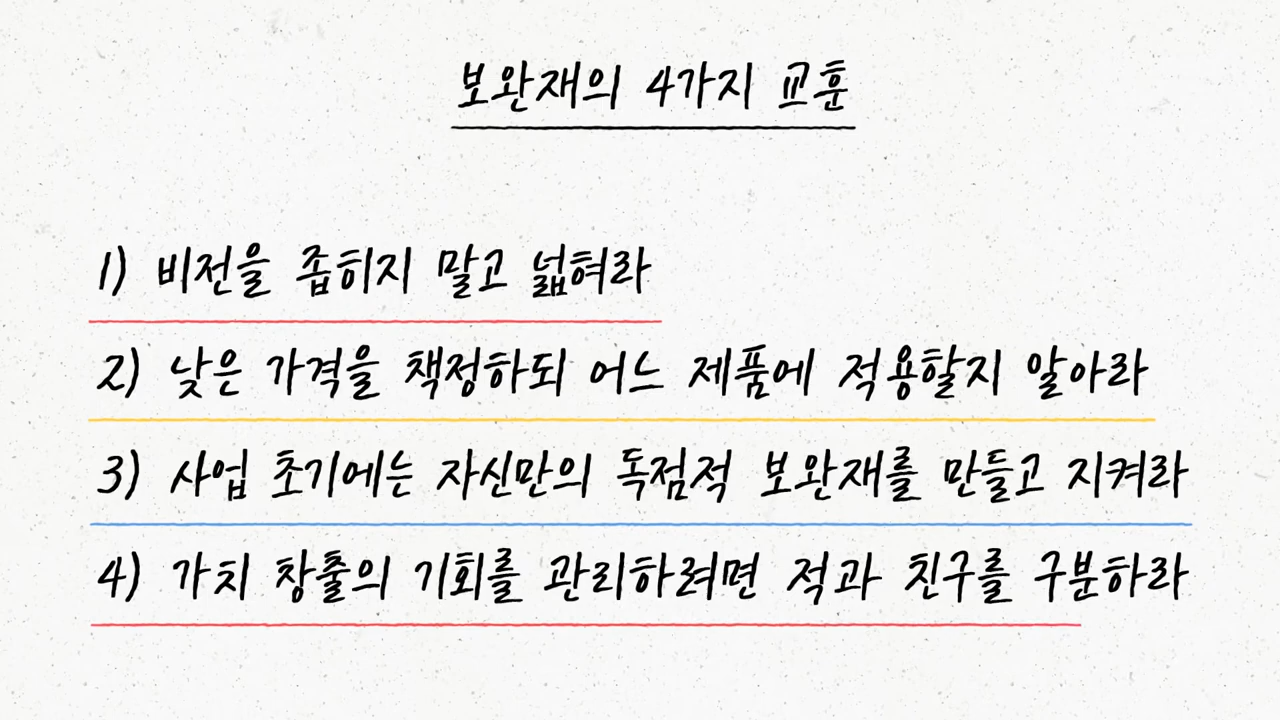 보완재의 4가지 교훈
1) 비전을 좁히지 말고 넓혀라
2) 낮은 가격을 책정하되 어느 제품에 적용할지 알아라
3) 사업 초기에는 자신만의 독점적 보완재를 만들고 지켜라
4) 가치 창출의 기회를 관리하려면 적과 친구를 구분하라